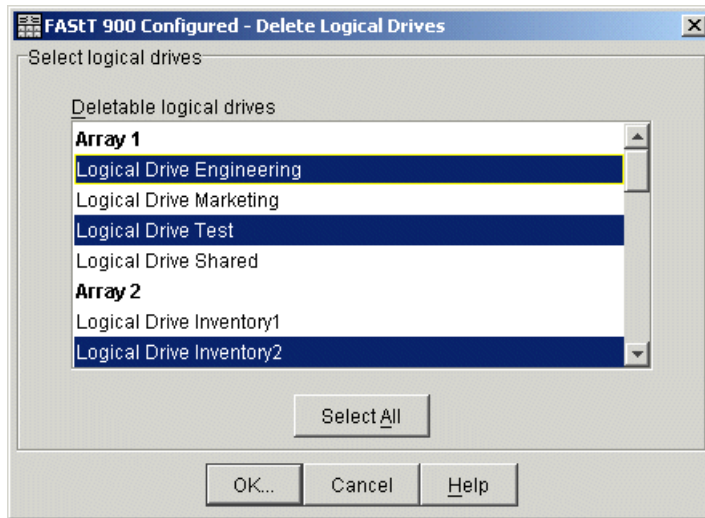 FAStT 900 Configured - Delete Logical Drives
Select logical drives
Deletable logical drives
Array 1
Logical Drive Engineering
Logical Drive Marketing
Logical Drive Test
Logical Drive Shared
Array 2
Logical Drive Inventory1
Logical Drive Inventory2
Select All
OK... Cancel Help